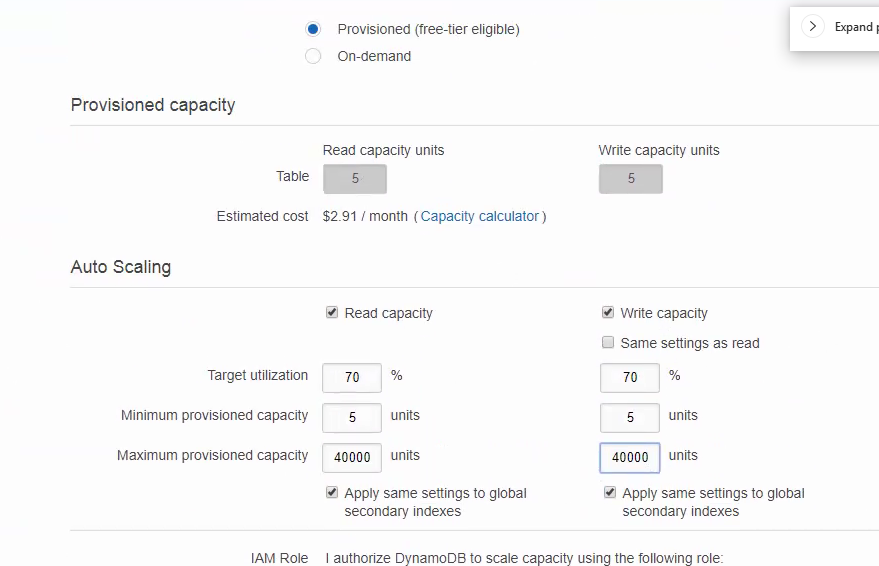 Provisioned (free-tier eligible)
On-demand
Expand
Provisioned capacity
Read capacity units Write capacity units
Table 5 5
Estimated cost $2.91 / month ( Capacity calculator )
Auto Scaling
Read capacity Write capacity
Same settings as read
Target utilization 70 % 70 %
Minimum provisioned capacity 5 units 5 units
Maximum provisioned capacity 40000 units 40000 units
Apply same settings to global Apply same settings to global
secondary indexes secondary indexes
IAM Role I authorize DynamoDB to scale capacity using the following role: